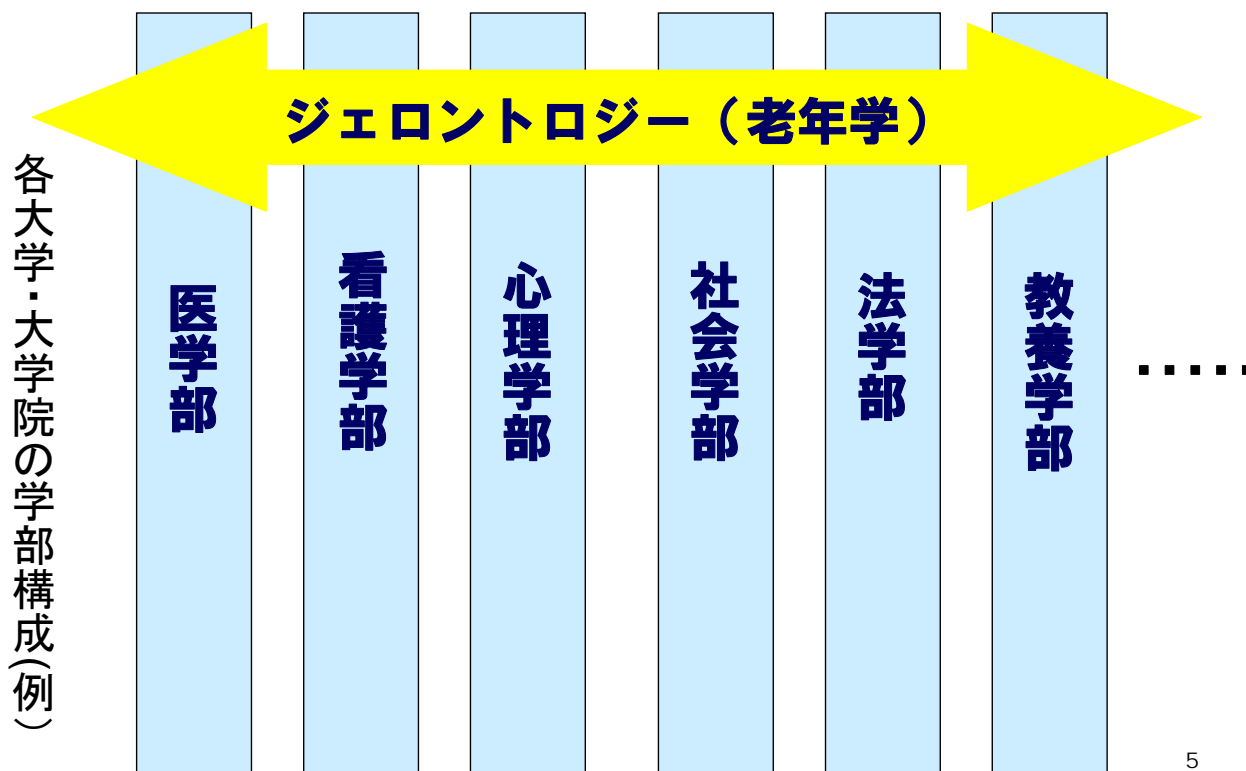 ジェロントロジー（老年学）
各大学・大学院の学部構成(例）
医学部
看護学部
心理学部
社会学部
法学部
教養学部
・・・・・
5